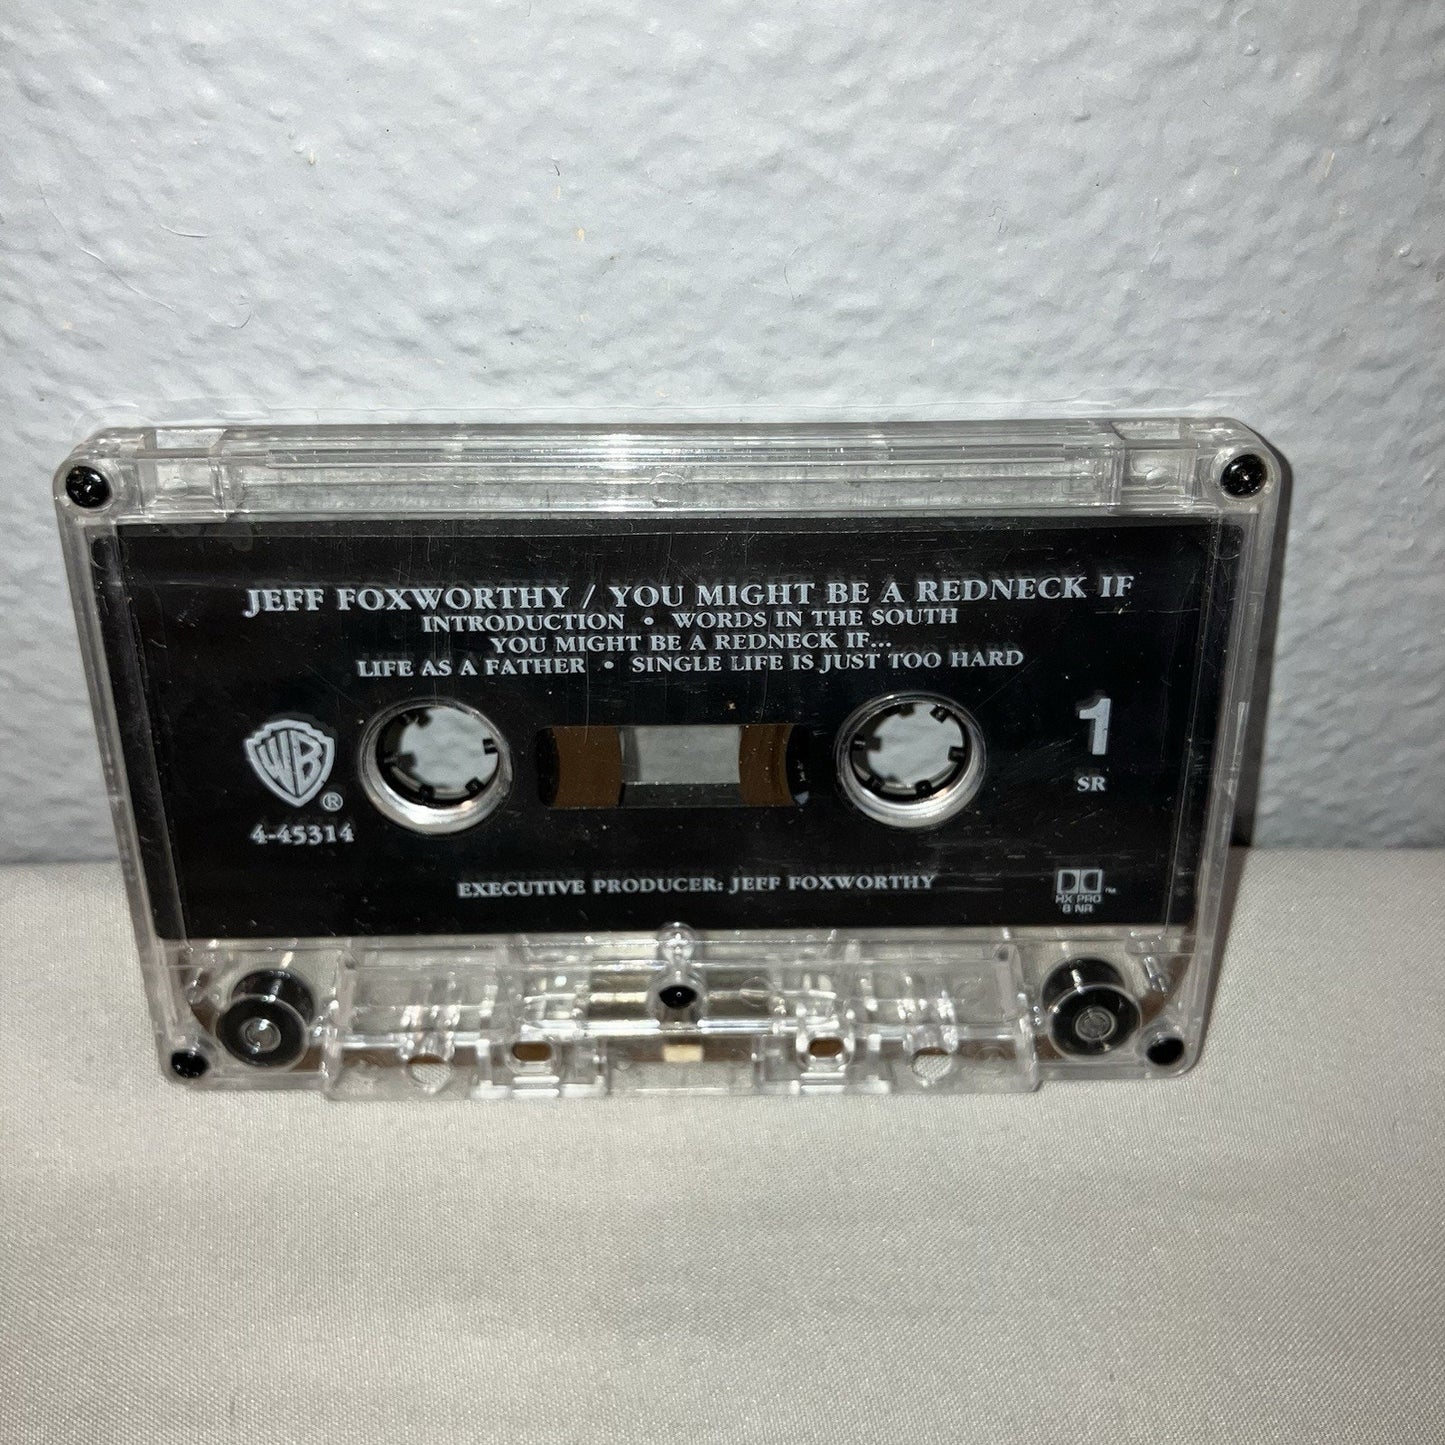 JEFF FOXWORTHY / YOU MIGHT BE A REDNECK IF
INTRODUCTION • WORDS IN THE SOUTH
YOU MIGHT BE A REDNECK IF...
LIFE AS A FATHER • SINGLE LIFE IS JUST TOO HARD
1
SR
WB
®
4-45314
EXECUTIVE PRODUCER: JEFF FOXWORTHY
™
HX PRO
B NR